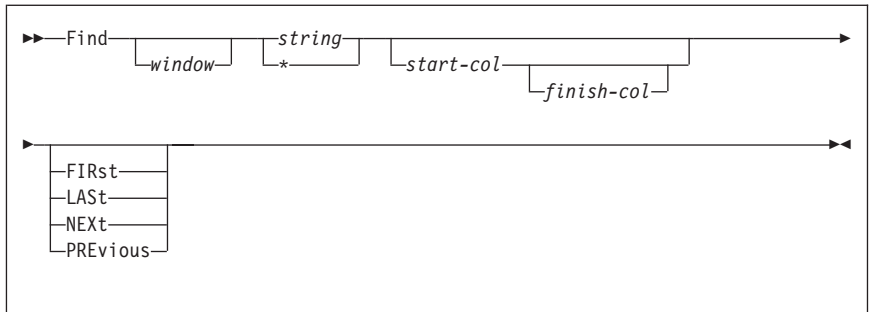 Find string
window * start-col
finish-col
FIRst
LASt
NEXt
PREvious